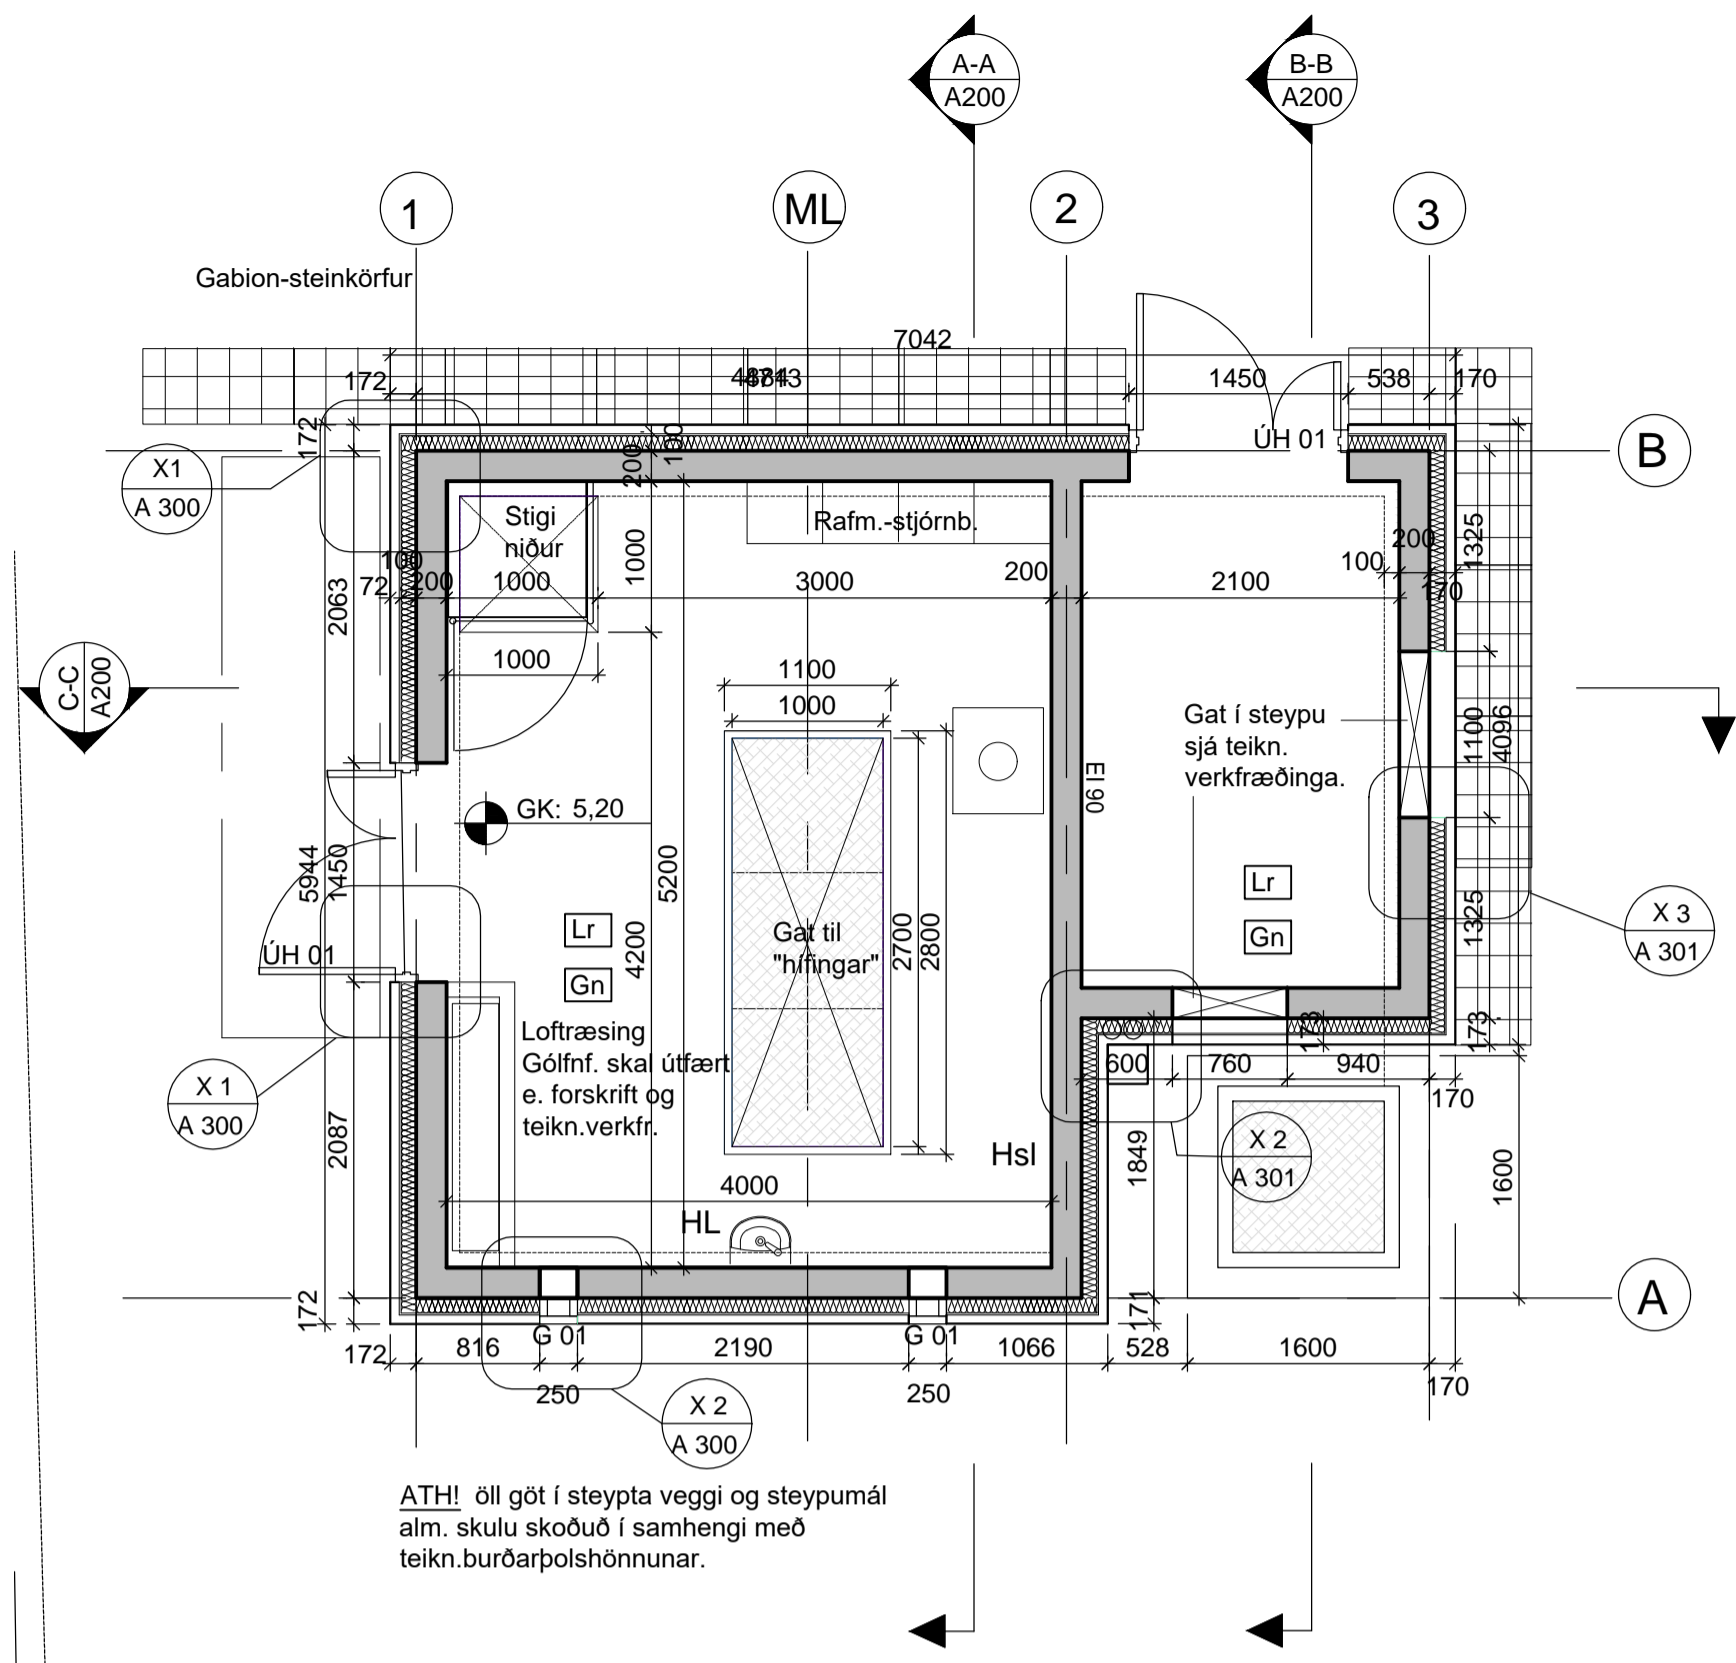 A-A
A200
B-B
A200
1
ML
2
3
Gabion-steinkörfur
7042
172
4713
1450
538
170
172
100
200
ÚH 01
B
X1
A 300
Stigi
niður
Rafm.-stjórnb.
1000
1325
200
100
100
72
200
1000
3000
200
2100
170
2063
1000
1100
1000
C-C
A200
Gat í steypu
sjá teikn.
verkfræðinga.
1100
4096
EI 90
GK: 5,20
5944
1450
5200
Lr
Gn
4200
Gat til
"hífingar"
2700
2800
Lr
Gn
1325
X 3
A 301
ÚH 01
Loftræsing
Gólfnf. skal útfært
e. forskrift og
teikn.verkfr.
173
173
600
760
940
170
X 1
A 300
2087
Hsl
1849
X 2
A 301
1600
4000
HL
172
171
A
G 01
G 01
172
816
2190
1066
528
1600
250
250
170
X 2
A 300
ATH! öll göt í steypta veggi og steypumál
alm. skulu skoðuð í samhengi með
teikn.burðarþolshönnunar.